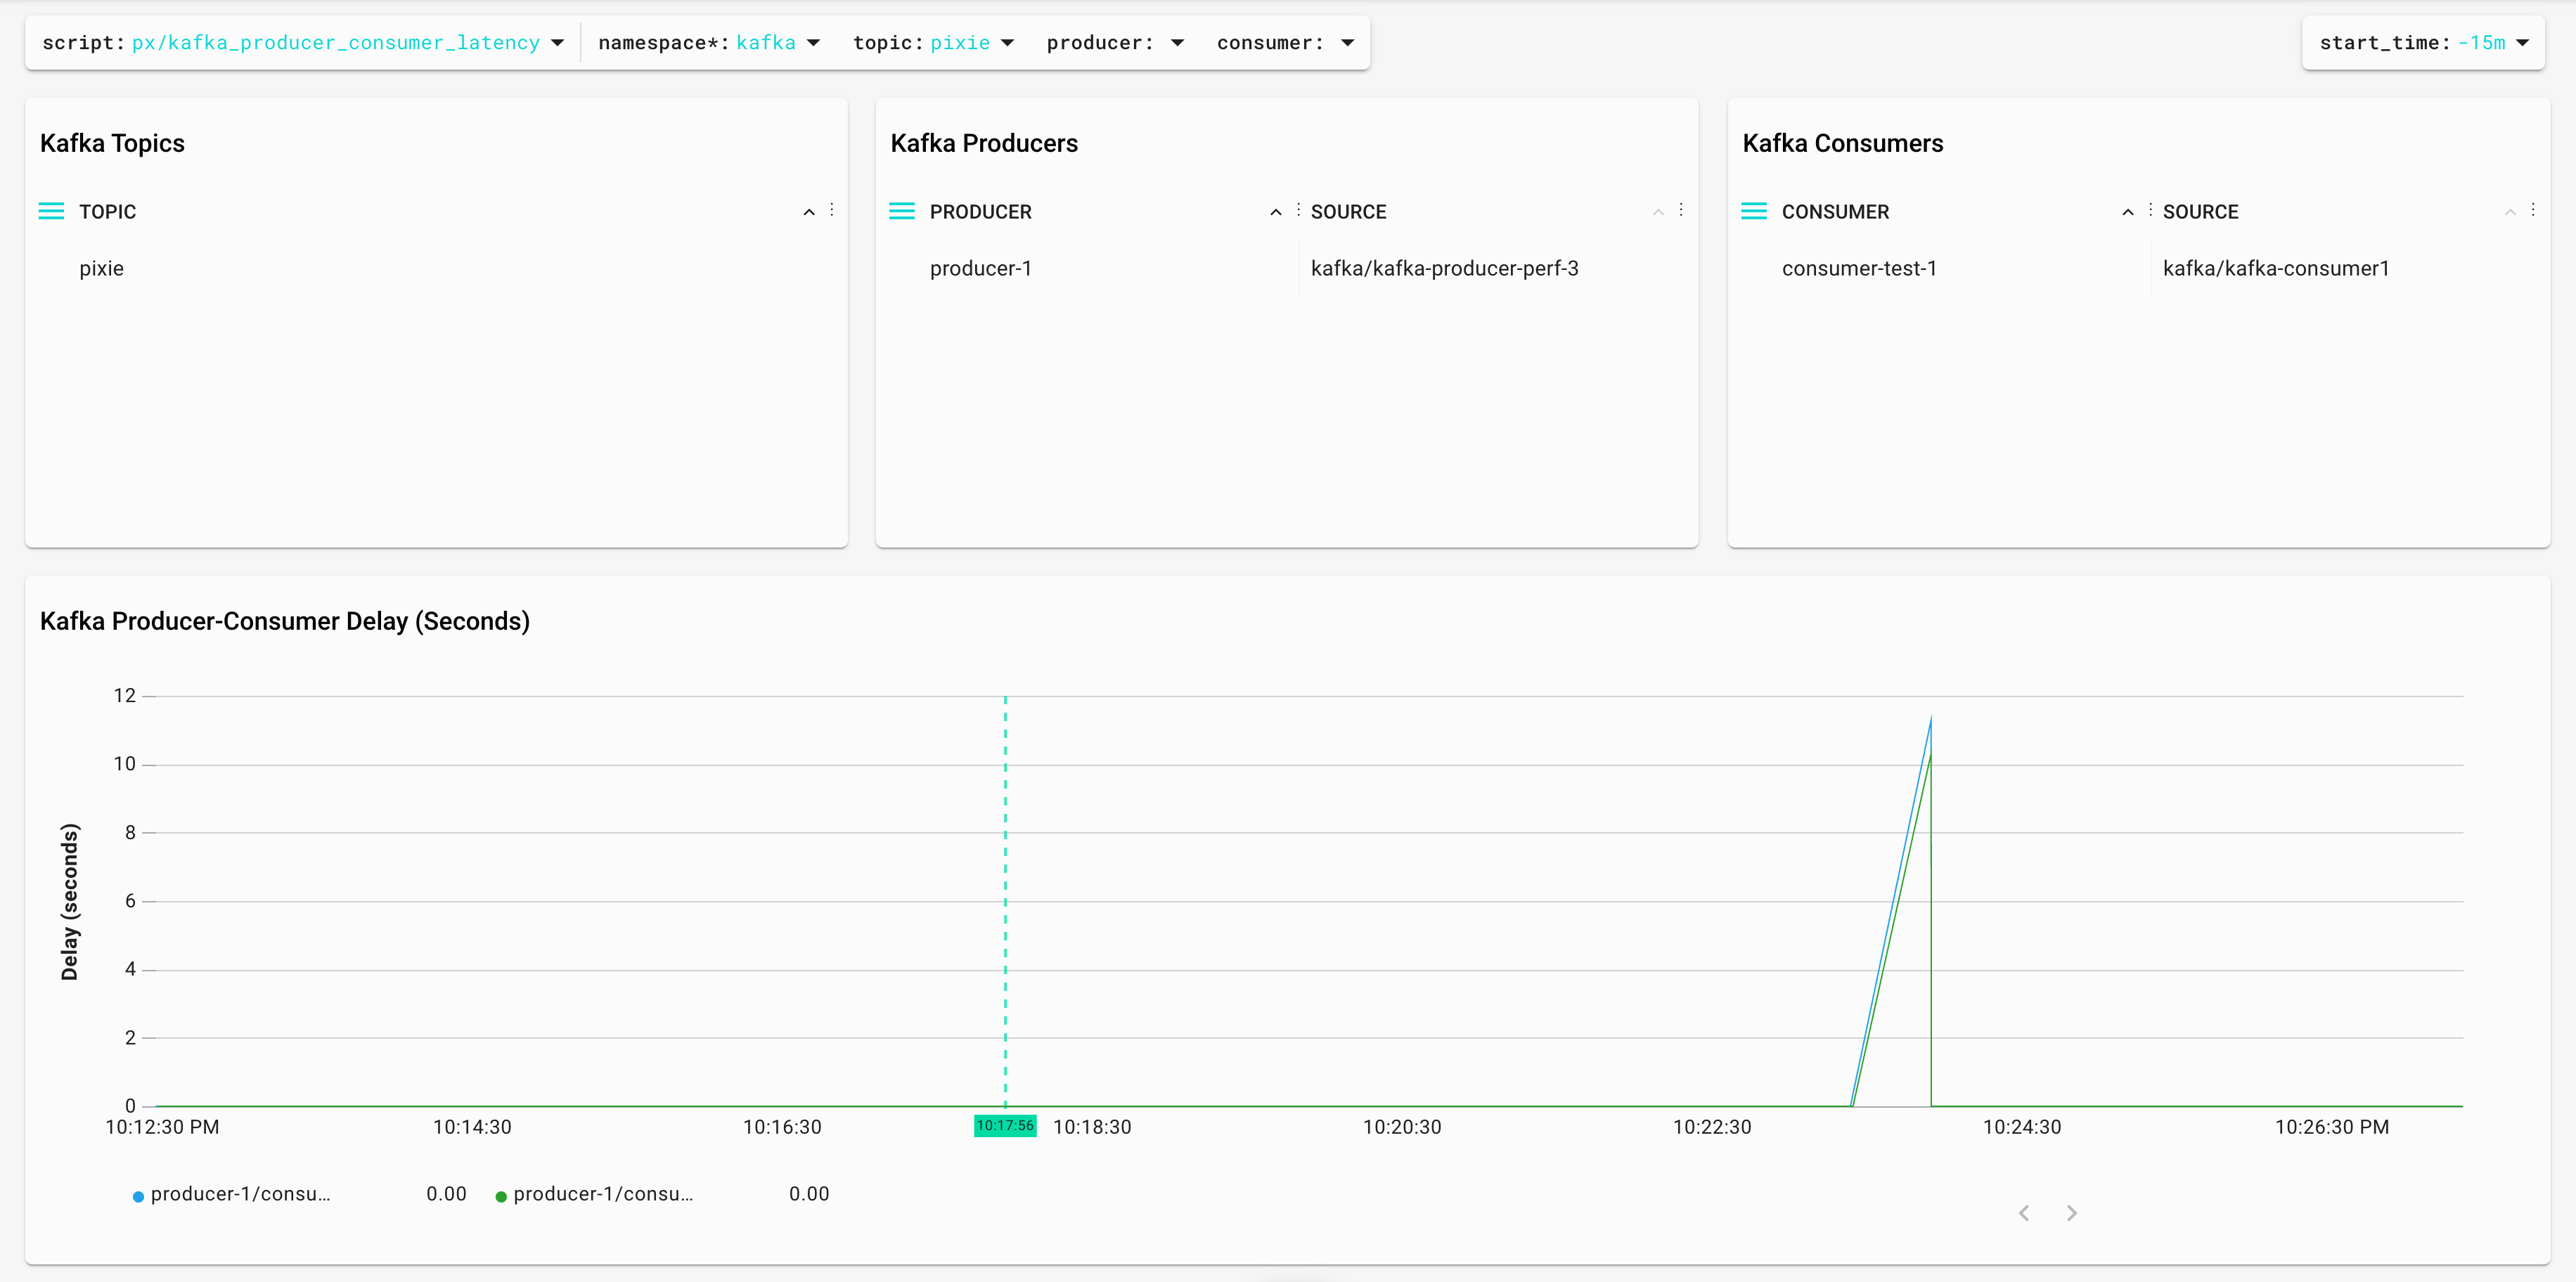 script: px/kafka_producer_consumer_latency namespace*: kafka topic: pixie producer: consumer: start_time: -15m
Kafka Topics
TOPIC
pixie
Kafka Producers
PRODUCER SOURCE
producer-1 kafka/kafka-producer-perf-3
Kafka Consumers
CONSUMER SOURCE
consumer-test-1 kafka/kafka-consumer1
Kafka Producer-Consumer Delay (Seconds)
Delay (seconds)
12
10
8
6
4
2
0
10:12:30 PM 10:14:30 10:16:30 10:17:56 10:18:30 10:20:30 10:22:30 10:24:30 10:26:30 PM
producer-1/consu... 0.00 producer-1/consu... 0.00